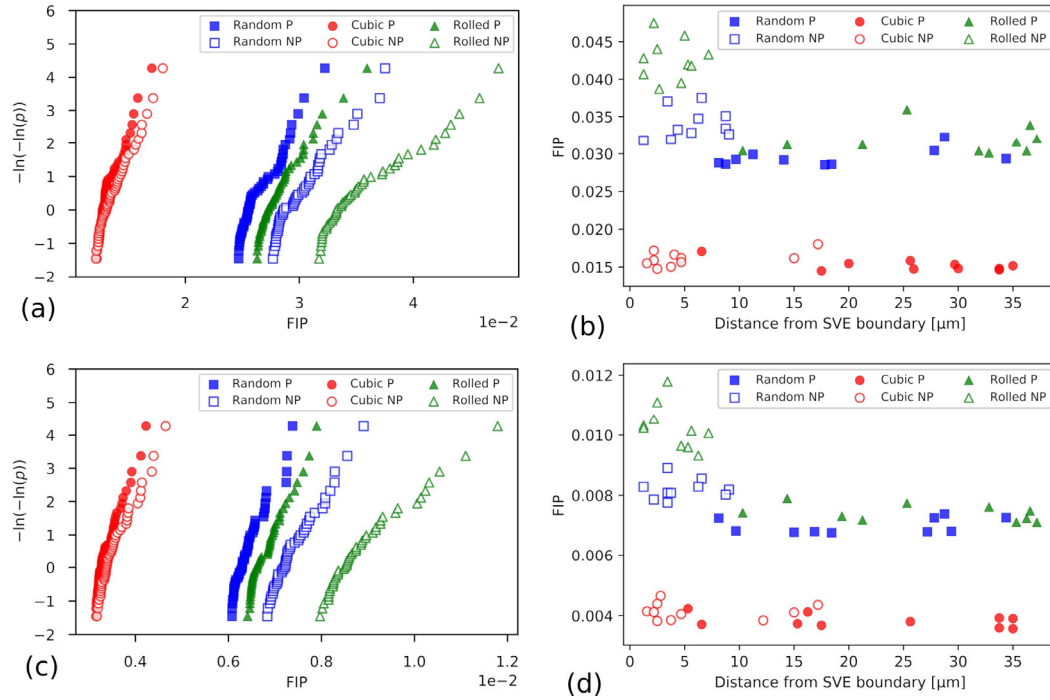 6
5
4
3
2
1
0
−1
−2
−ln(−ln(p))
Random P
Random NP
Cubic P
Cubic NP
Rolled P
Rolled NP
2
3
4
1e−2
FIP
(a)
0.045
0.040
0.035
0.030
0.025
0.020
0.015
FIP
Random P
Random NP
Cubic P
Cubic NP
Rolled P
Rolled NP
0
5
10
15
20
25
30
35
Distance from SVE boundary [μm]
(b)
6
5
4
3
2
1
0
−1
−2
−ln(−ln(p))
Random P
Random NP
Cubic P
Cubic NP
Rolled P
Rolled NP
0.4
0.6
0.8
1.0
1.2
1e−2
FIP
(c)
0.012
0.010
0.008
0.006
0.004
FIP
Random P
Random NP
Cubic P
Cubic NP
Rolled P
Rolled NP
0
5
10
15
20
25
30
35
Distance from SVE boundary [μm]
(d)